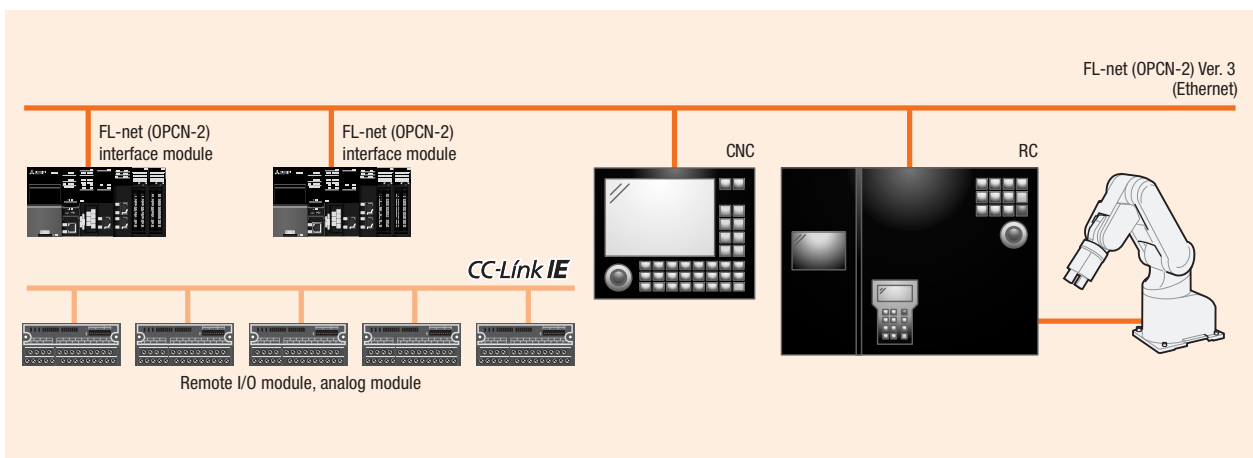 FL-net (OPCN-2) Ver. 3
(Ethernet)
FL-net (OPCN-2)
interface module
FL-net (OPCN-2)
interface module
CNC
RC
CC-Link IE
Remote I/O module, analog module